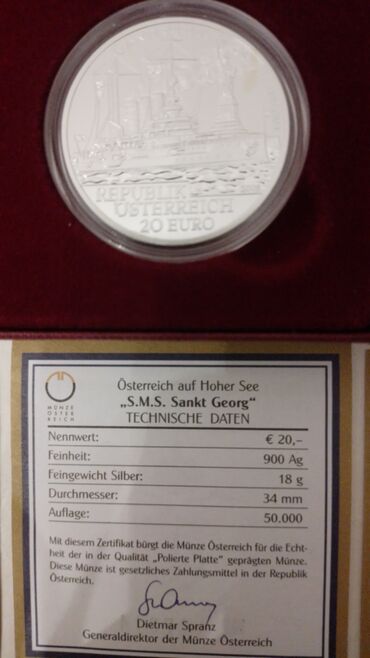 REPUBLIK
ÖSTERREICH
20 EURO
MÜNZE
ÖSTER
REICH
Österreich auf Hoher See
„S.M.S. Sankt Georg"
TECHNISCHE DATEN
Nennwert: € 20,–
Feinheit: 900 Ag
Feingewicht Silber: 18 g
Durchmesser: 34 mm
Auflage: 50.000
Mit diesem Zertifikat bürgt die Münze Österreich für die Echt-
heit der in der Qualität „Polierte Platte" geprägten Münze.
Diese Münze ist gesetzliches Zahlungsmittel in der Republik
Österreich.
Dietmar Spranz
Generaldirektor der Münze Österreich